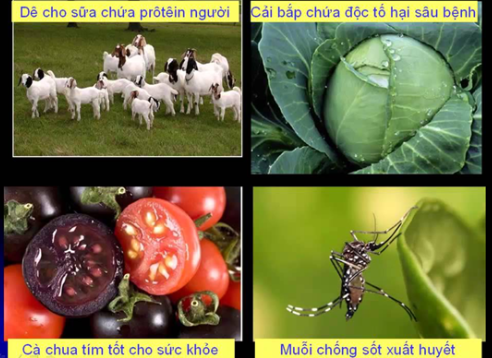 Dê cho sữa chứa prôtêin người
Cải bắp chứa độc tố hại sâu bệnh
Cà chua tím tốt cho sức khỏe
Muỗi chống sốt xuất huyết